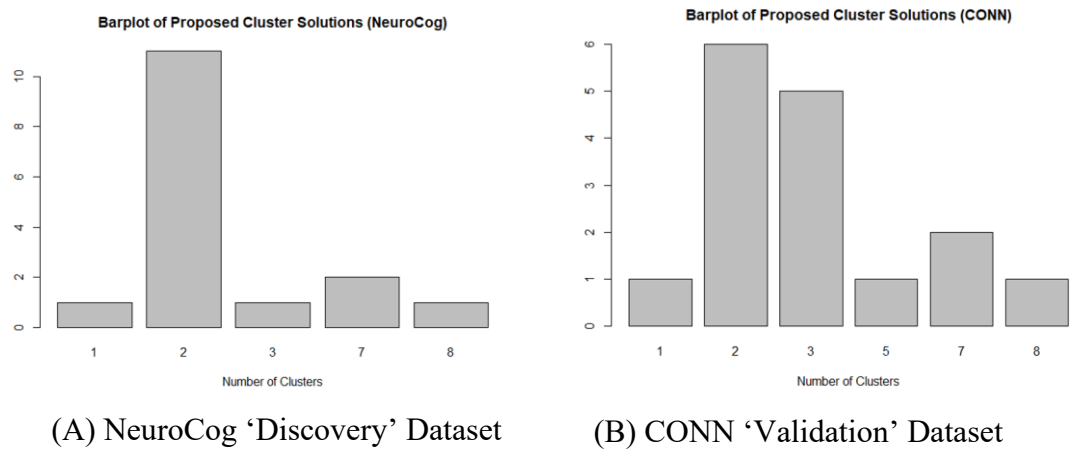 Barplot of Proposed Cluster Solutions (NeuroCog)
10
8
6
4
2
0
1 2 3 7 8
Number of Clusters
(A) NeuroCog ‘Discovery’ Dataset
Barplot of Proposed Cluster Solutions (CONN)
6
5
4
3
2
1
0
1 2 3 5 7 8
Number of Clusters
(B) CONN ‘Validation’ Dataset